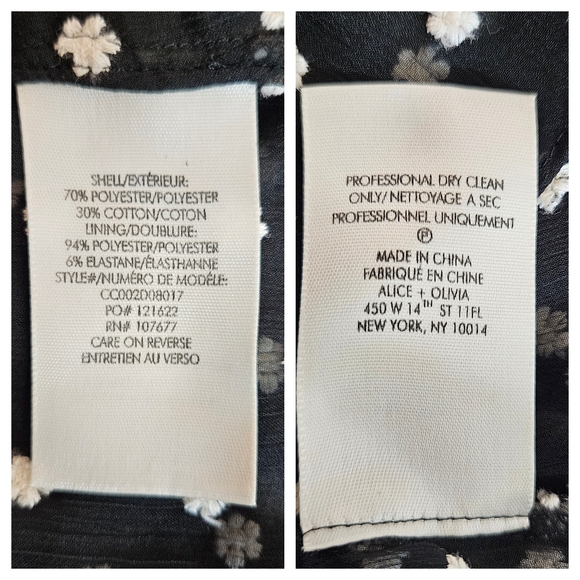 SHELL/EXTÉRIEUR:
70% POLYESTER/POLYESTER
30% COTTON/COTON
LINING/DOUBLURE:
94% POLYESTER/POLYESTER
6% ELASTANE/ÉLASTHANNE
STYLE#/NUMÉRO DE MODÉLE:
CC002D08017
PO# 121622
RN# 107677
CARE ON REVERSE
ENTRETIEN AU VERSO
PROFESSIONAL DRY CLEAN
ONLY/NETTOYAGE A SEC
PROFESSIONNEL UNIQUEMENT
Ⓟ
MADE IN CHINA
FABRIQUÉ EN CHINE
ALICE + OLIVIA
450 W 14TH ST 11FL
NEW YORK, NY 10014